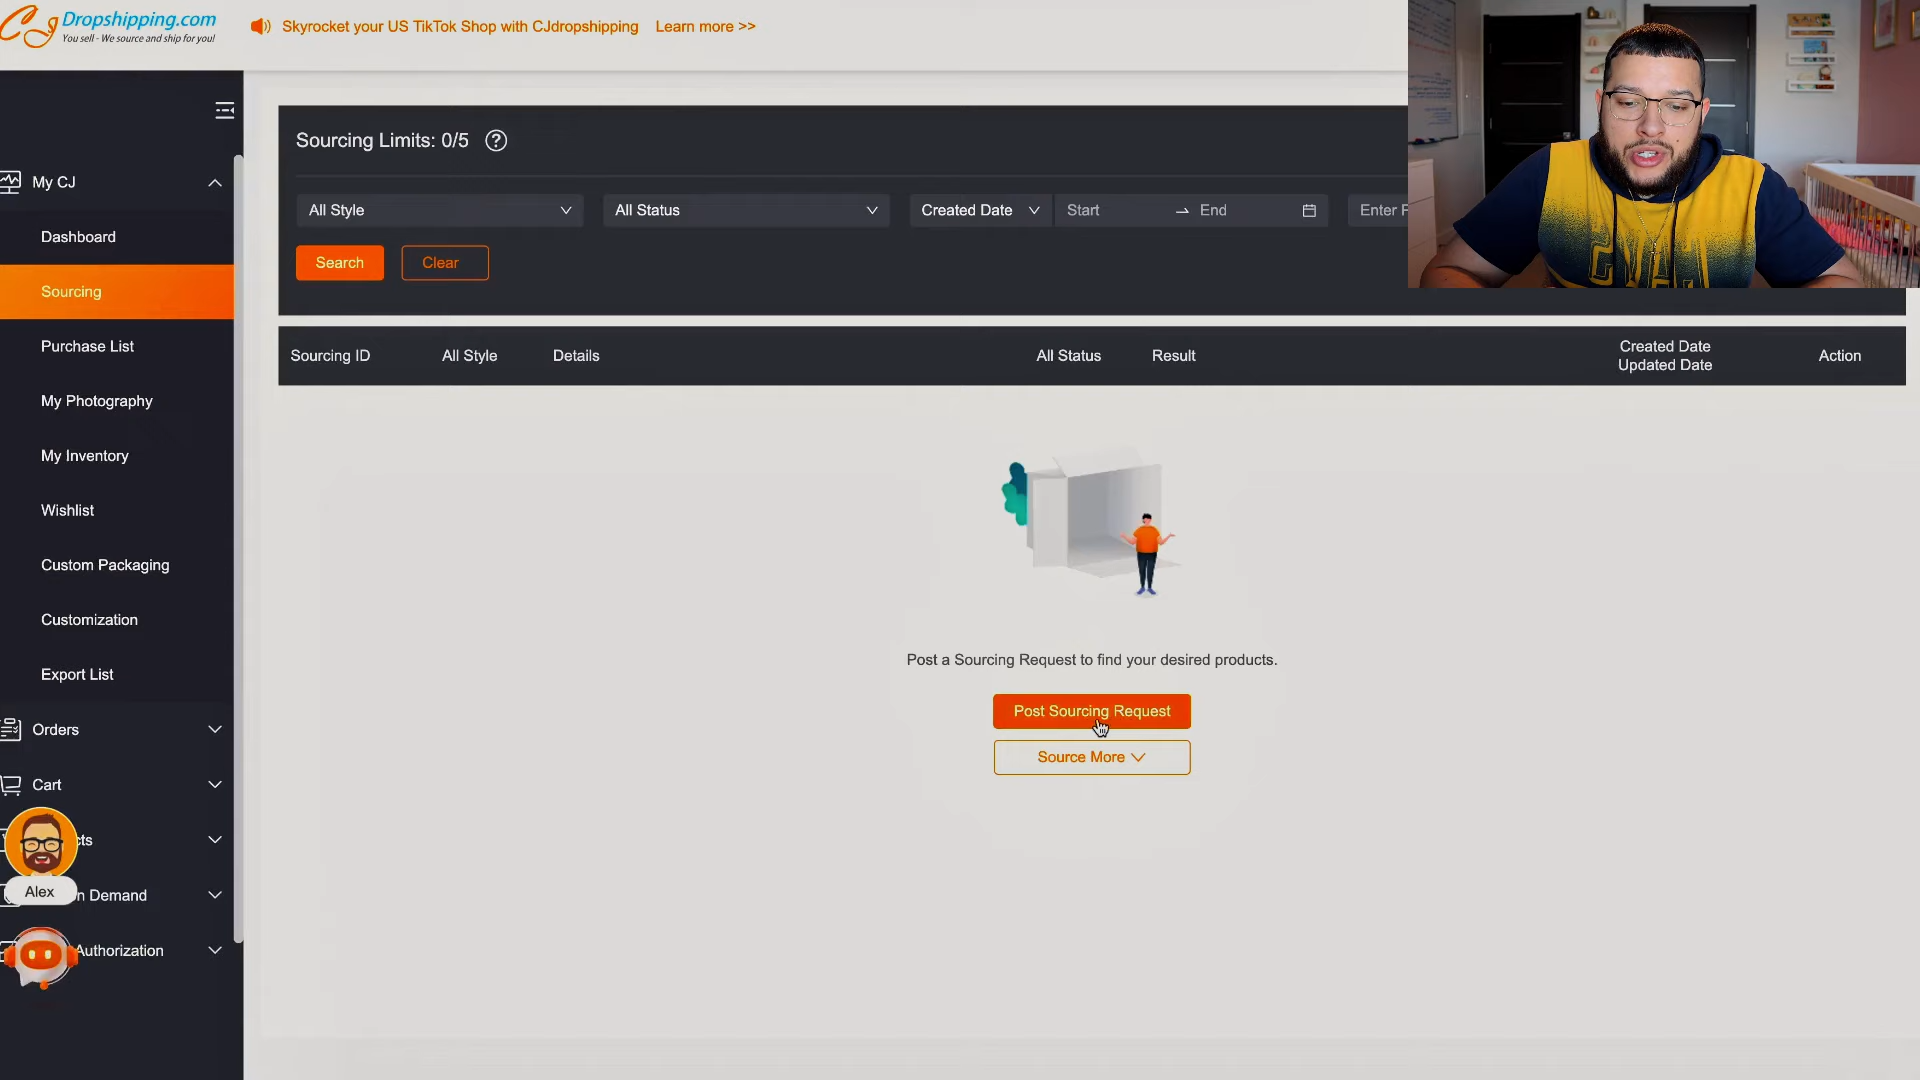 CJ Dropshipping.com
You sell - We source and ship for you!
Skyrocket your US TikTok Shop with CJdropshipping Learn more >>
Sourcing Limits: 0/5 ?
My CJ
Dashboard
Sourcing
Purchase List
My Photography
My Inventory
Wishlist
Custom Packaging
Customization
Export List
Orders
Cart
cts
Alex
n Demand
Authorization
All Style
All Status
Created Date
Start
End
Enter P
Search
Clear
Sourcing ID
All Style
Details
All Status
Result
Created Date
Updated Date
Action
Post a Sourcing Request to find your desired products.
Post Sourcing Request
Source More